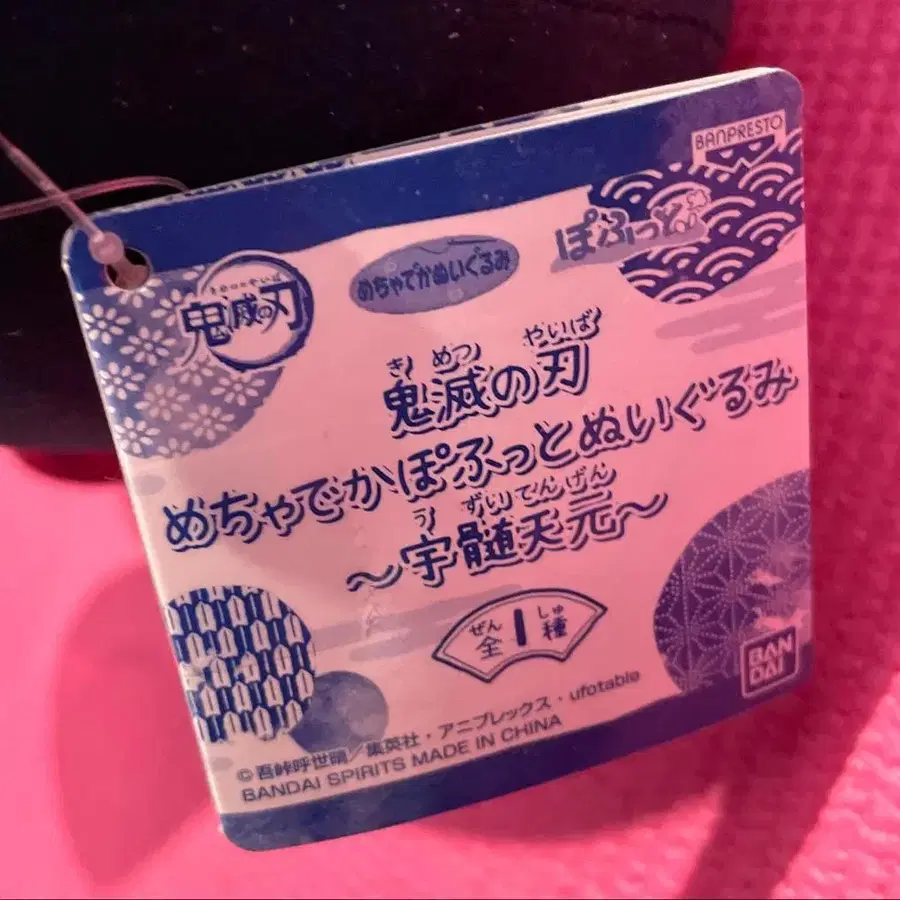 BANPRESTO
鬼滅の刃
めちゃでかぬいぐるみ
ぽふっと
き めつ やいば
鬼滅の刃
めちゃでかぽふっとぬいぐるみ
う ずい てん げん
～宇髄天元～
ぜん しゅ
全1種
BAN
DAI
©吾峠呼世晴／集英社・アニプレックス・ufotable
BANDAI SPIRITS MADE IN CHINA